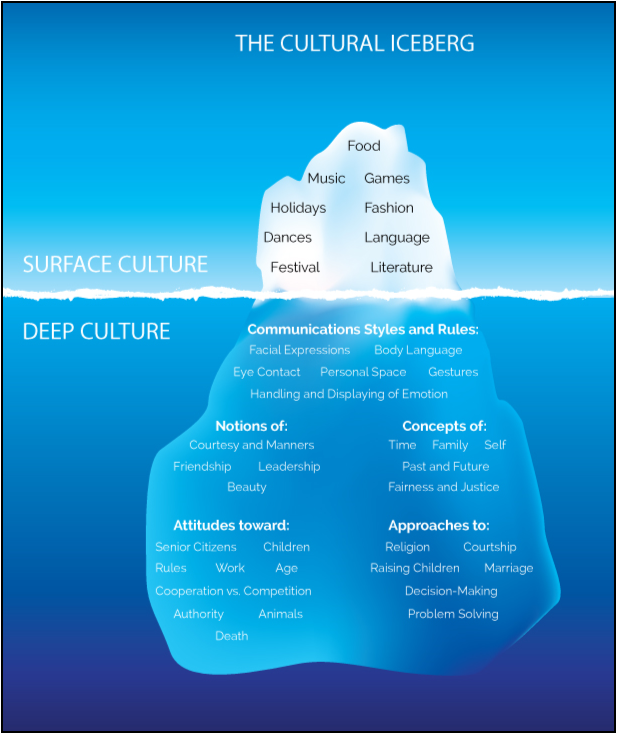 THE CULTURAL ICEBERG
Food
Music Games
Holidays Fashion
Dances Language
Festival Literature
SURFACE CULTURE
DEEP CULTURE
Communications Styles and Rules:
Facial Expressions Body Language
Eye Contact Personal Space Gestures
Handling and Displaying of Emotion
Notions of:
Courtesy and Manners
Friendship Leadership
Beauty
Concepts of:
Time Family Self
Past and Future
Fairness and Justice
Attitudes toward:
Senior Citizens Children
Rules Work Age
Cooperation vs. Competition
Authority Animals
Death
Approaches to:
Religion Courtship
Raising Children Marriage
Decision-Making
Problem Solving